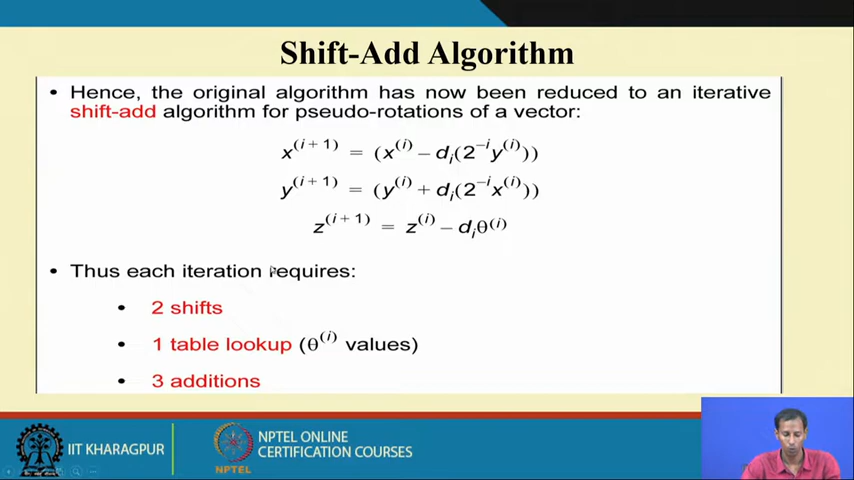 Shift-Add Algorithm
• Hence, the original algorithm has now been reduced to an iterative
shift-add algorithm for pseudo-rotations of a vector:
x^(i + 1) = (x^(i) – d_i(2^–i y^(i)))
y^(i + 1) = (y^(i) + d_i(2^–i x^(i)))
z^(i + 1) = z^(i) – d_iθ^(i)
• Thus each iteration requires:
• 2 shifts
• 1 table lookup (θ^(i) values)
• 3 additions
IIT KHARAGPUR
NPTEL
NPTEL ONLINE
CERTIFICATION COURSES